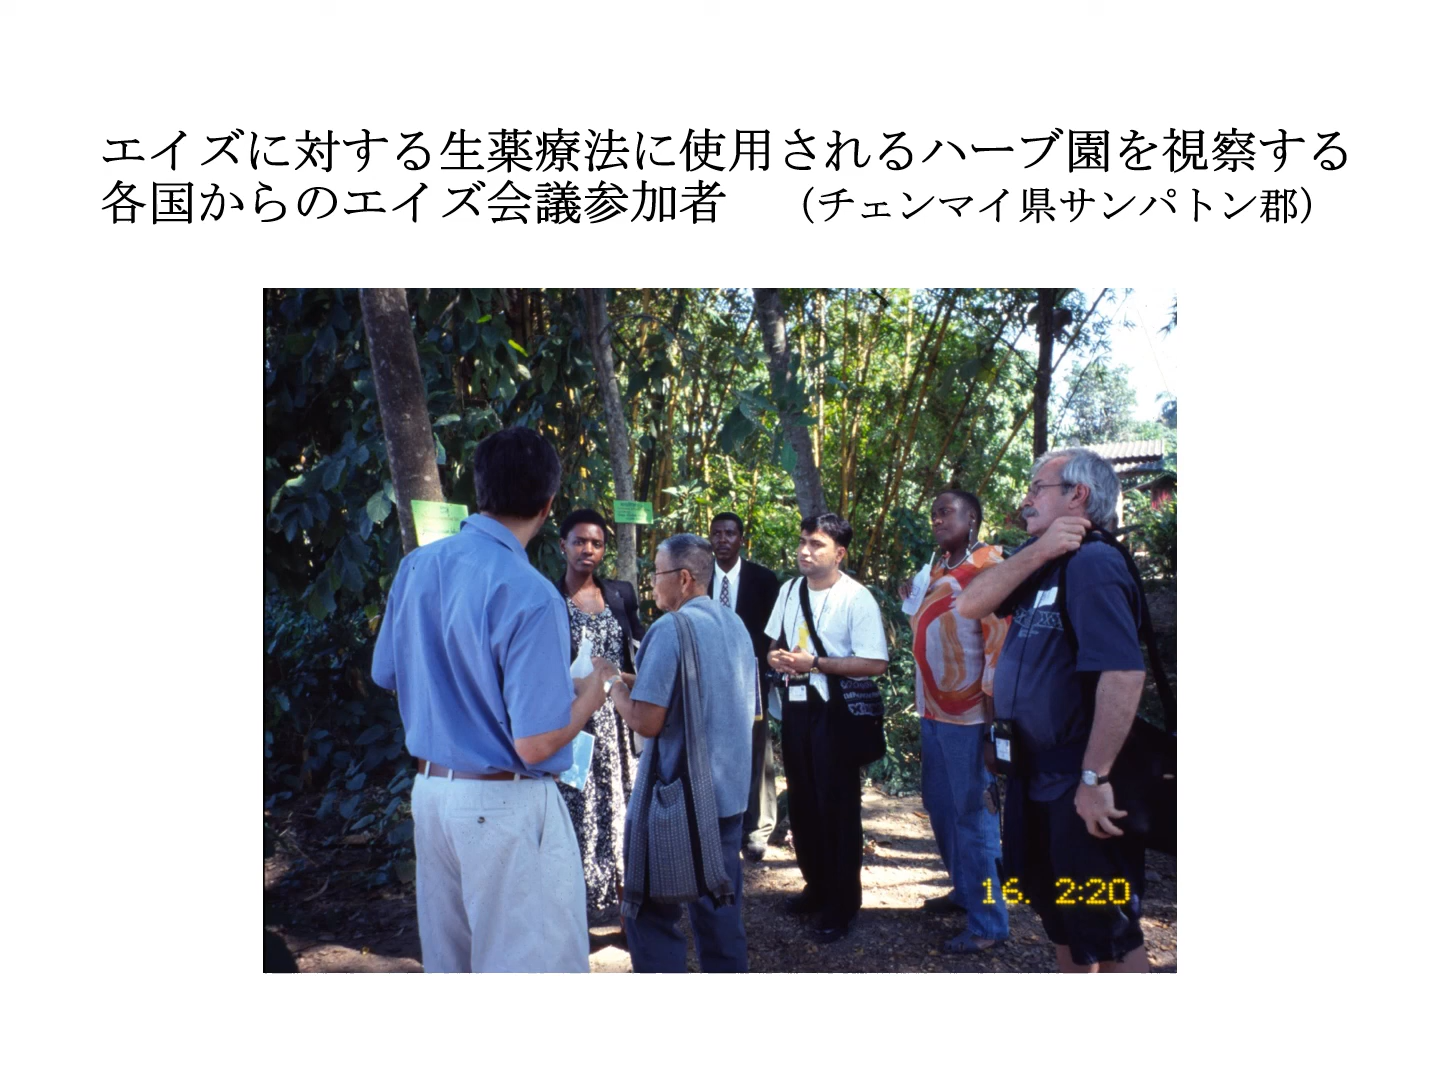 エイズに対する生薬療法に使用されるハーブ園を視察する
各国からのエイズ会議参加者　　（チェンマイ県サンパトン郡）
16. 2:20